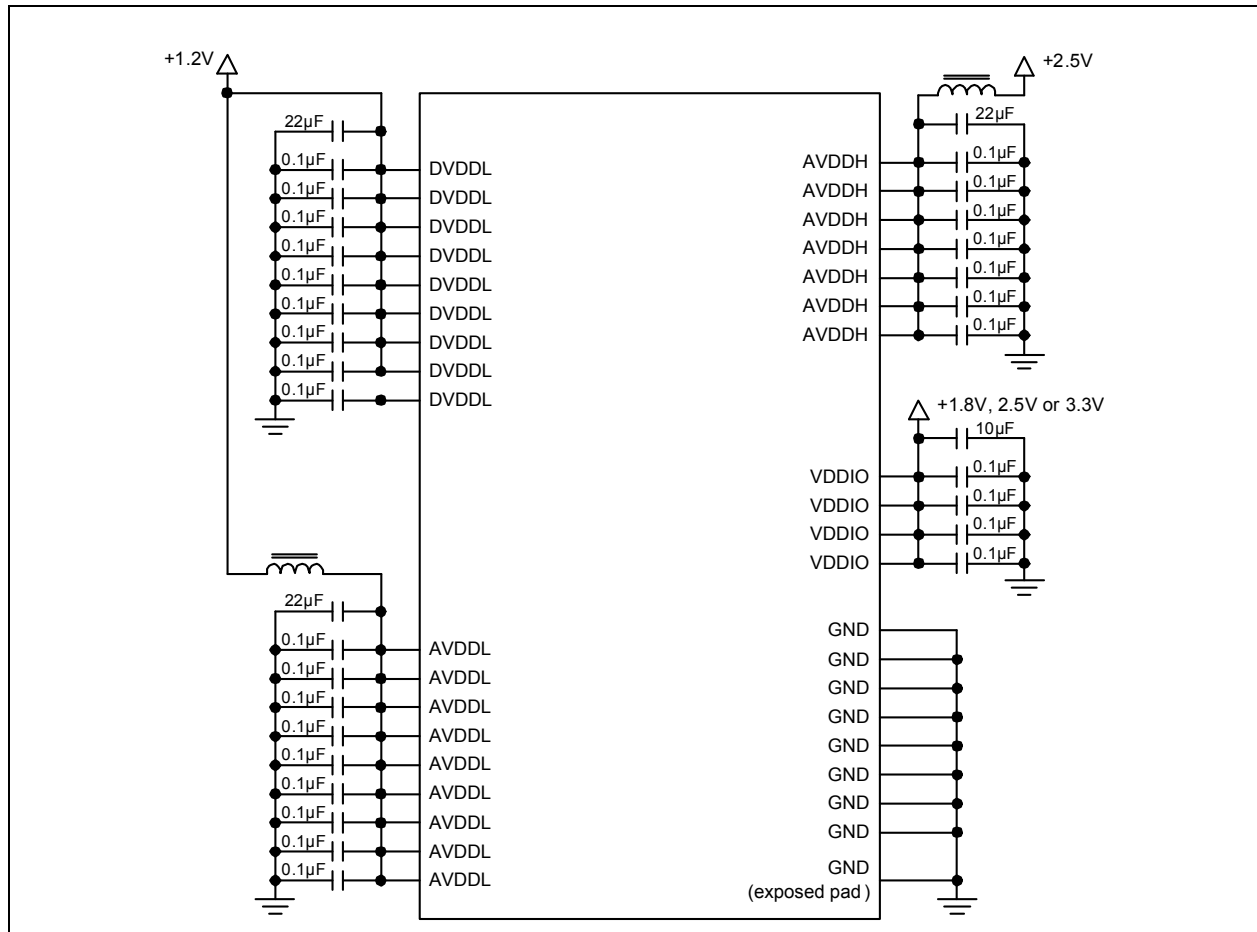 +1.2V
22µF
0.1µF
DVDDL
0.1µF
DVDDL
0.1µF
DVDDL
0.1µF
DVDDL
0.1µF
DVDDL
0.1µF
DVDDL
0.1µF
DVDDL
0.1µF
DVDDL
0.1µF
DVDDL
22µF
0.1µF
AVDDL
0.1µF
AVDDL
0.1µF
AVDDL
0.1µF
AVDDL
0.1µF
AVDDL
0.1µF
AVDDL
0.1µF
AVDDL
0.1µF
AVDDL
0.1µF
AVDDL
+2.5V
22µF
AVDDH
0.1µF
AVDDH
0.1µF
AVDDH
0.1µF
AVDDH
0.1µF
AVDDH
0.1µF
AVDDH
0.1µF
AVDDH
0.1µF
+1.8V, 2.5V or 3.3V
10µF
VDDIO
0.1µF
VDDIO
0.1µF
VDDIO
0.1µF
VDDIO
0.1µF
GND
GND
GND
GND
GND
GND
GND
GND
GND
(exposed pad )